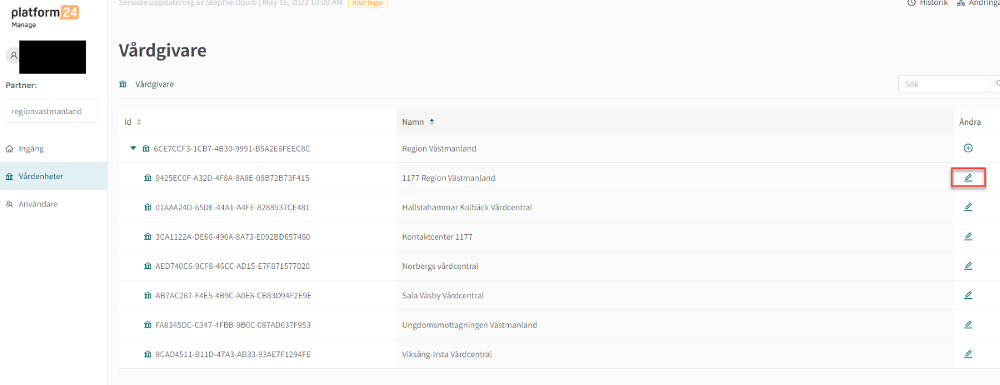 Senaste uppdatering av Stephie Douib | May 16, 2023 10:09 AM Ändringar
Historik Ändringa
platform24
Manage
Vårdgivare
Partner:
Vårdgivare
Sök
regionvastmanland
Id Namn Ändra
Ingång
6CE7CCF3-1CB7-4B30-9991-B5A2E6FEEC8C Region Västmanland
Vårdenheter
9425EC0F-A32D-4F8A-8A8E-08B72B73F415 1177 Region Västmanland
Användare
01AAA24D-65DE-44A1-A4FE-8288537CE481 Hallstahammar Kolbäck Vårdcentral
3CA1122A-DE66-490A-8A73-E092BD657460 Kontaktcenter 1177
AED740C6-9CF8-46CC-AD15-E7F871577020 Norbergs vårdcentral
AB7AC267-F4E5-4B9C-A0E6-CB83D94F2E9E Sala Väsby Vårdcentral
FA8345DC-C347-4FBB-9B0C-087AD637F953 Ungdomsmottagningen Västmanland
9CAD4511-B11D-47A3-AB33-93AE7F1294FE Viksäng-Irsta Vårdcentral